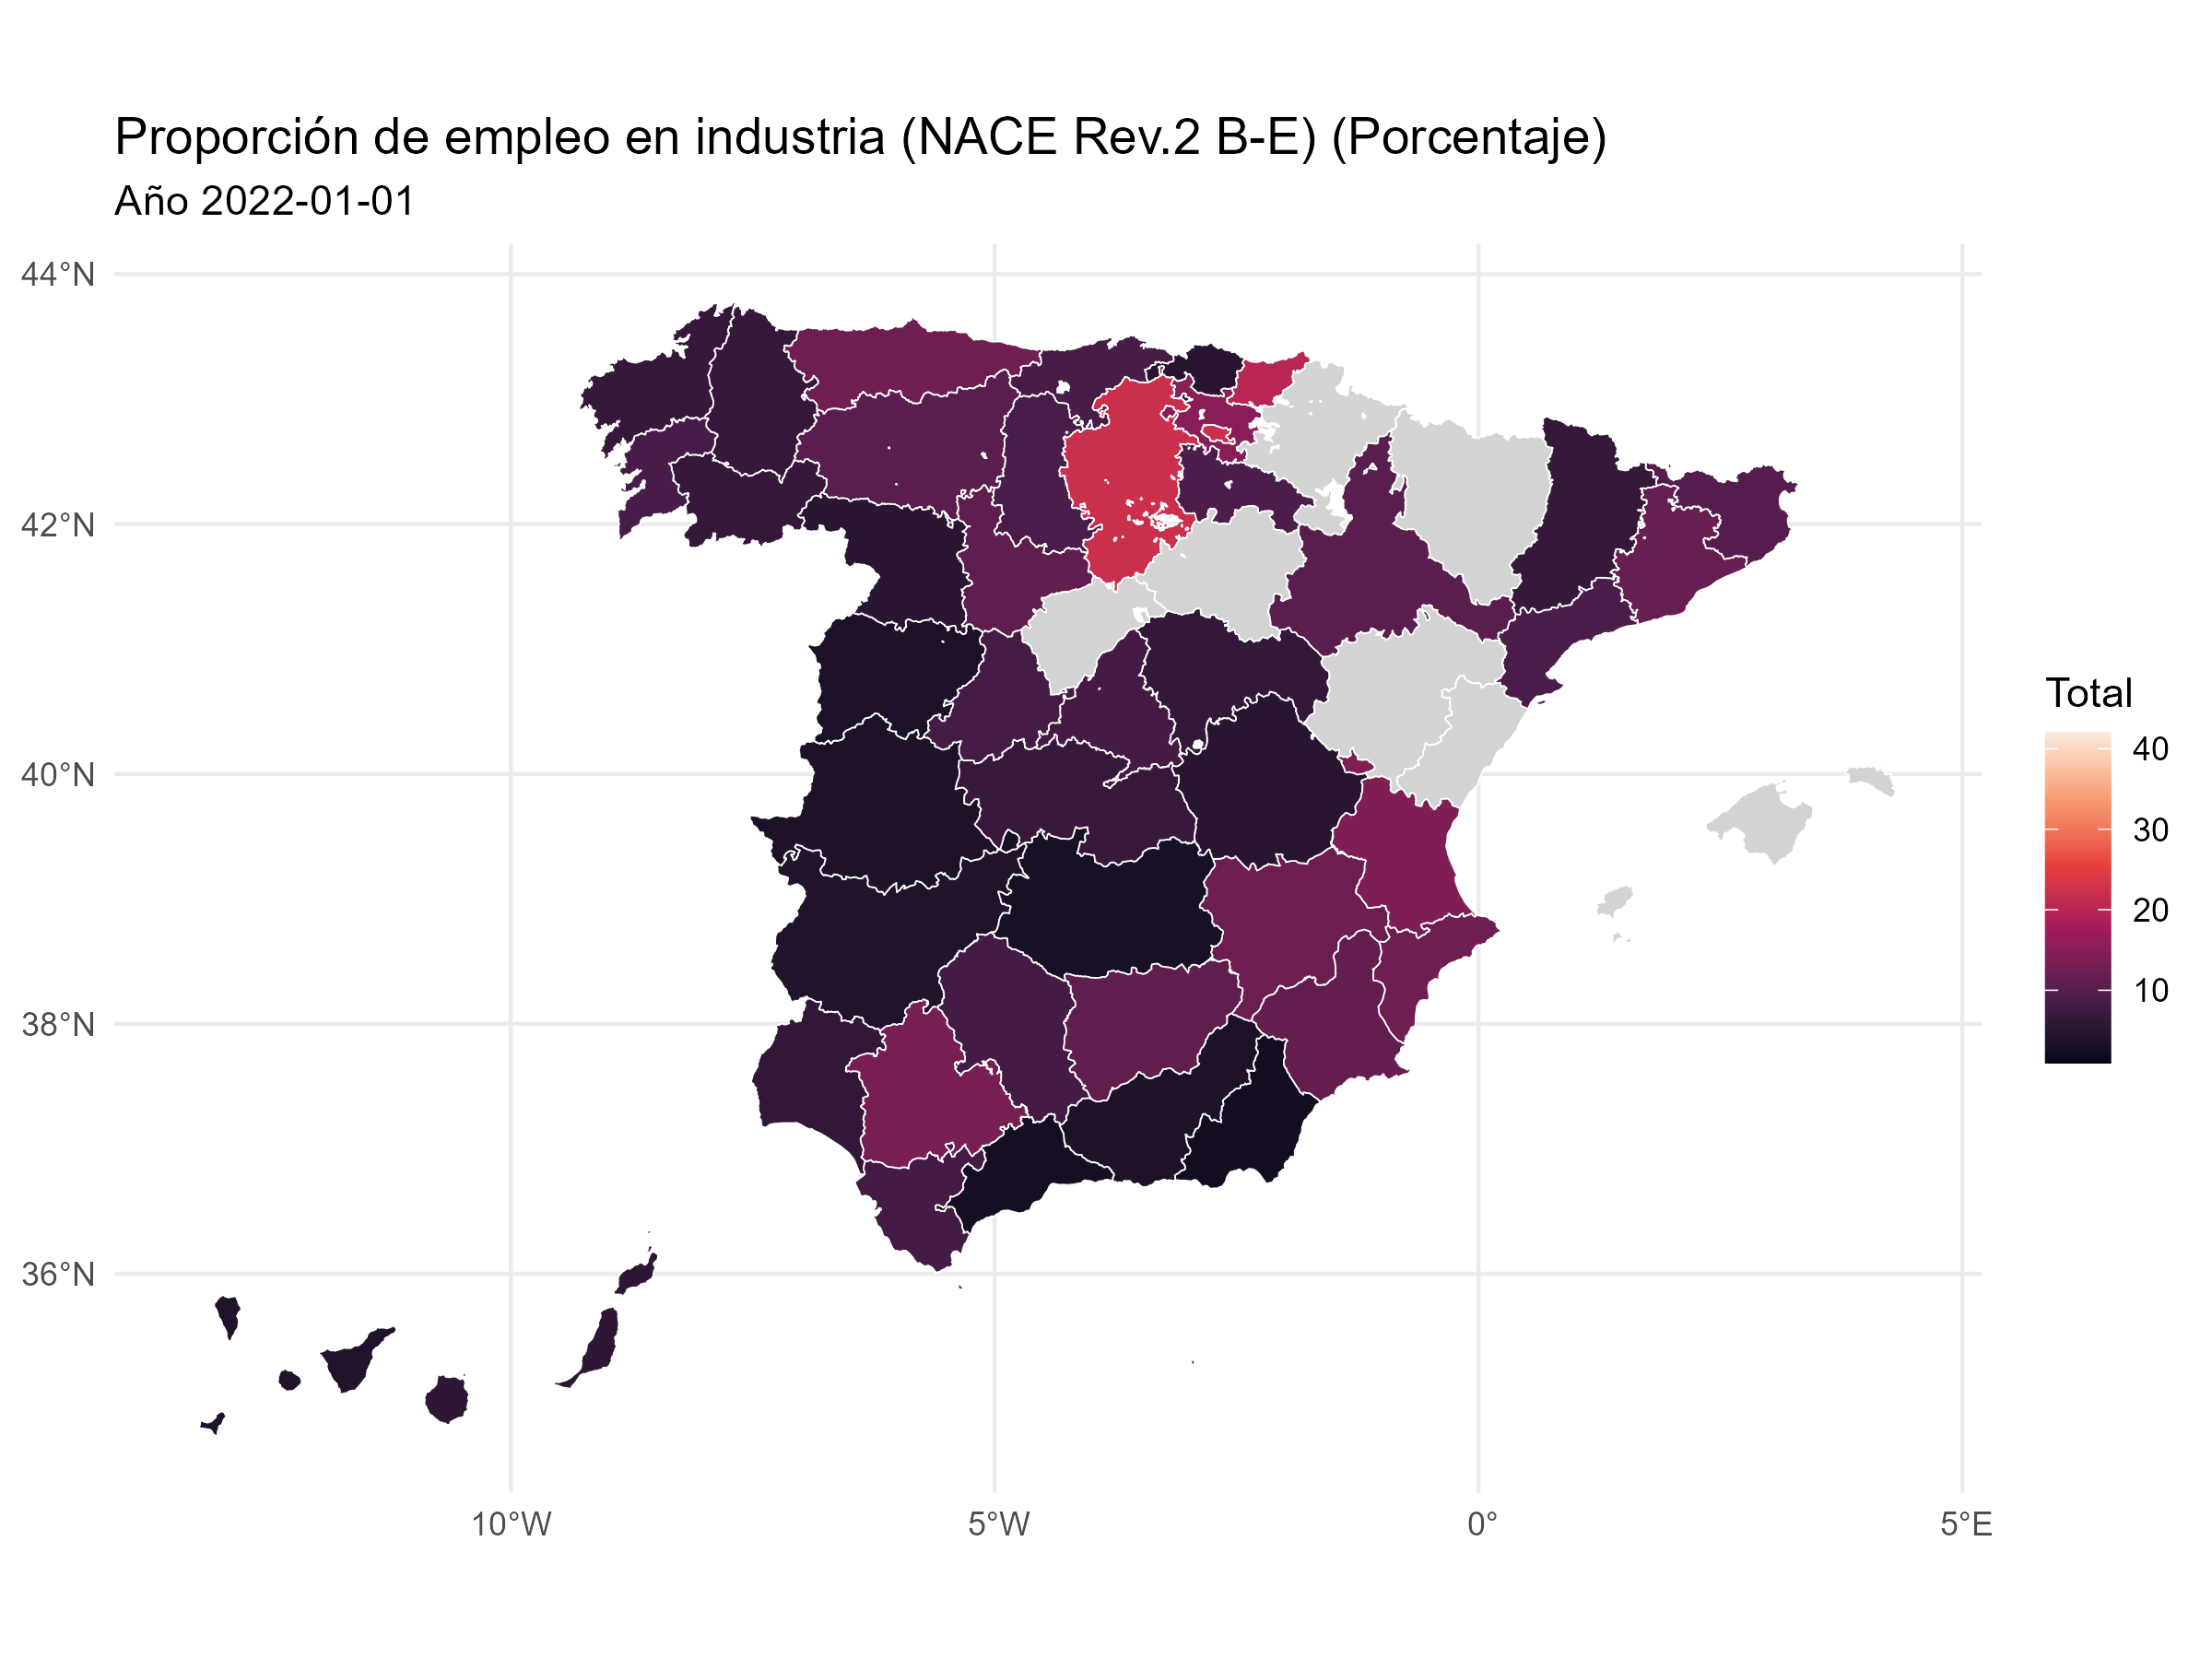 Proporción de empleo en industria (NACE Rev.2 B-E) (Porcentaje)
Año 2022-01-01
44°N
42°N
40°N
38°N
36°N
10°W
5°W
0°
5°E
Total
40
30
20
10